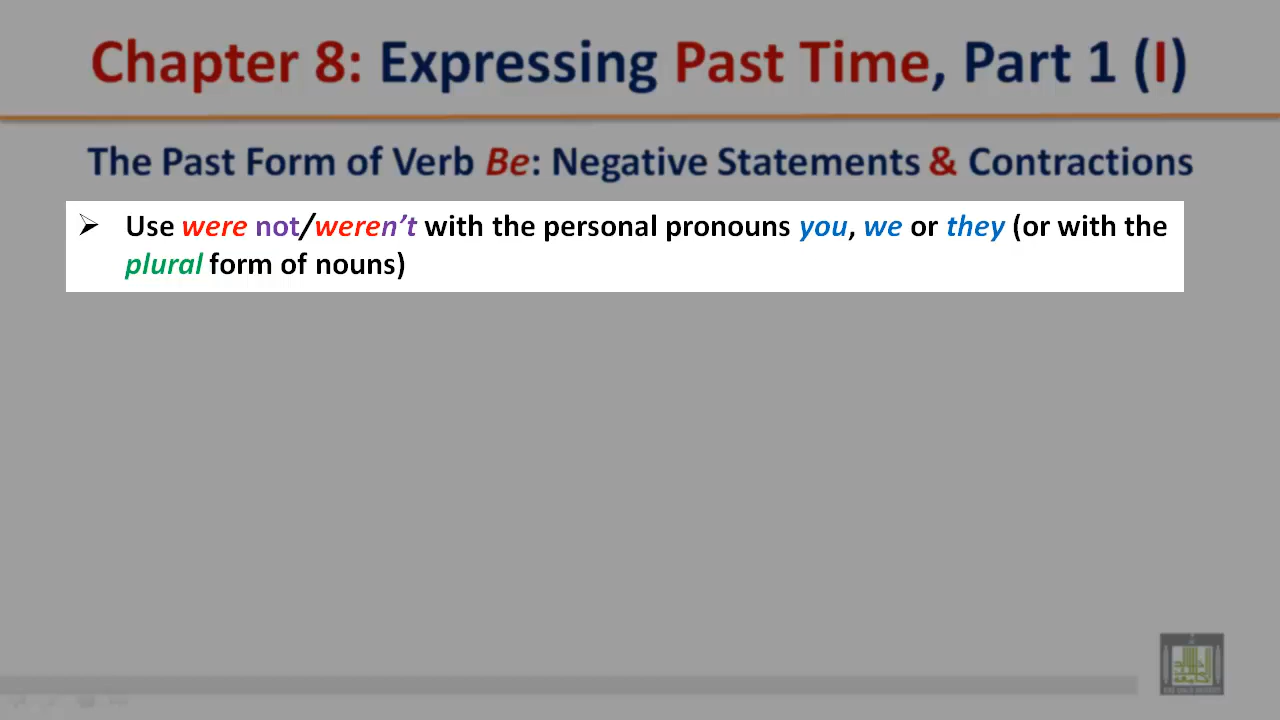 Chapter 8: Expressing Past Time, Part 1 (I)
The Past Form of Verb Be: Negative Statements & Contractions
➢ Use were not/weren’t with the personal pronouns you, we or they (or with the
plural form of nouns)